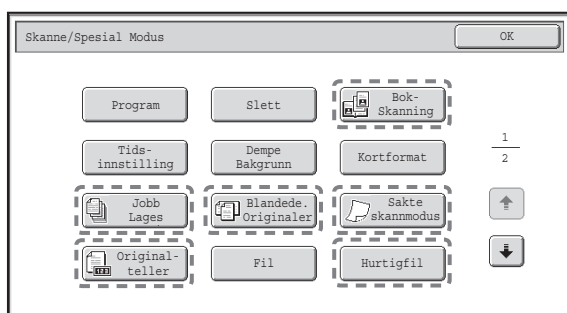 Skanne/Spesial Modus
OK
Program
Slett
Bok-
Skanning
Tids-
innstilling
Dempe
Bakgrunn
Kortformat
1
2
Jobb
Lages
Blandede.
Originaler
Sakte
skannmodus
Original-
teller
Fil
Hurtigfil